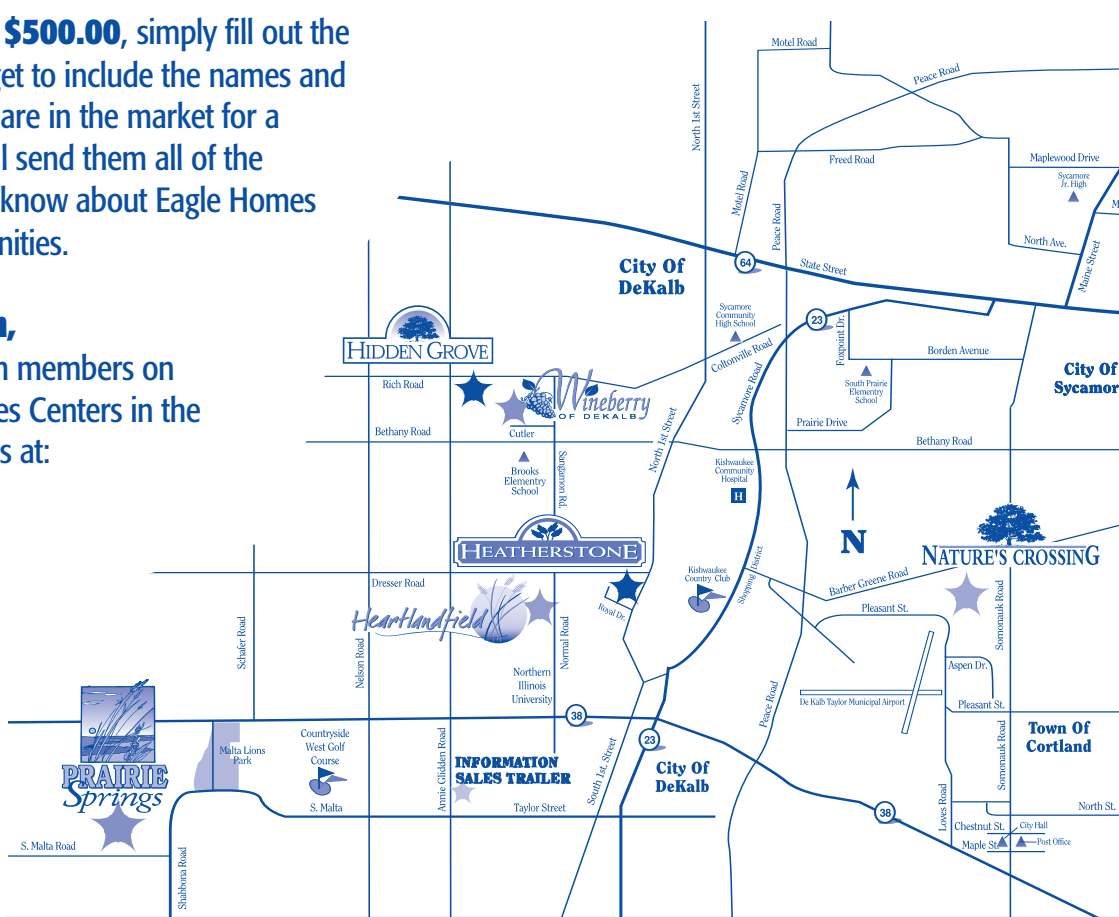 $500.00, simply fill out the
get to include the names and
are in the market for a
l send them all of the
know about Eagle Homes
nities.
n,
n members on
es Centers in the
s at:
Motel Road
Peace Road
North 1st Street
Freed Road
Maplewood Drive
Sycamore
Jr. High
M
Motel Road
Peace Road
North Ave.
Maine Street
64
State Street
City Of
DeKalb
Sycamore
Community
High School
23
Foxpoint Dr.
Coltonville Road
Borden Avenue
City Of
Sycamor
HIDDEN GROVE
Rich Road
Wineberry
OF DEKALB
Sycamore Road
South Prairie
Elementary
School
Prairie Drive
Bethany Road
Cutler
North 1st Street
Bethany Road
Brooks
Elementry
School
Sangamon Rd.
Kishwaukee
Community
Hospital
H
N
HEATHERSTONE
NATURE'S CROSSING
Dresser Road
Royal Dr.
Kishwaukee
Country Club
Shopping District
Barber Greene Road
Pleasant St.
Somonauk Road
Heartlandfield
Schafer Road
Nelson Road
Normal Road
Northern
Illinois
University
Aspen Dr.
De Kalb Taylor Municipal Airport
Pleasant St.
Peace Road
38
23
Malta Lions
Park
Countryside
West Golf
Course
Annie Glidden Road
INFORMATION
SALES TRAILER
South 1st. Street
City Of
DeKalb
Town Of
Cortland
Somonauk Road
PRAIRIE
Springs
S. Malta
Taylor Street
38
Loves Road
North St.
Chestnut St.
City Hall
Maple St.
Post Office
S. Malta Road
Shabbona Road